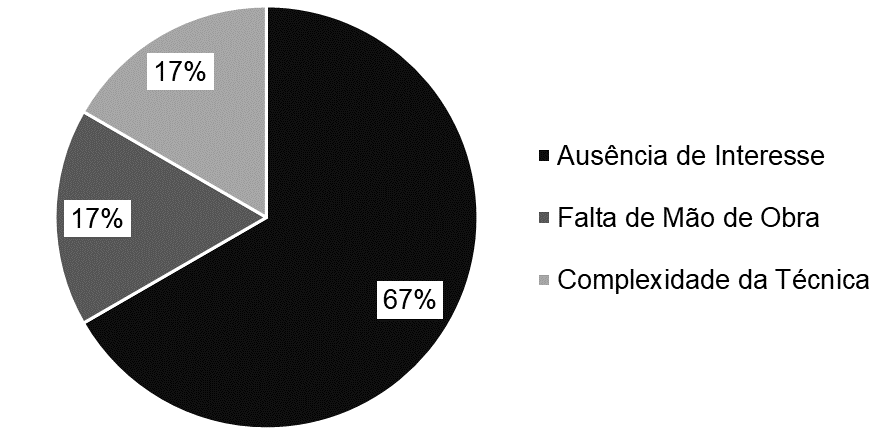 17%
17%
67%
Ausência de Interesse
Falta de Mão de Obra
Complexidade da Técnica